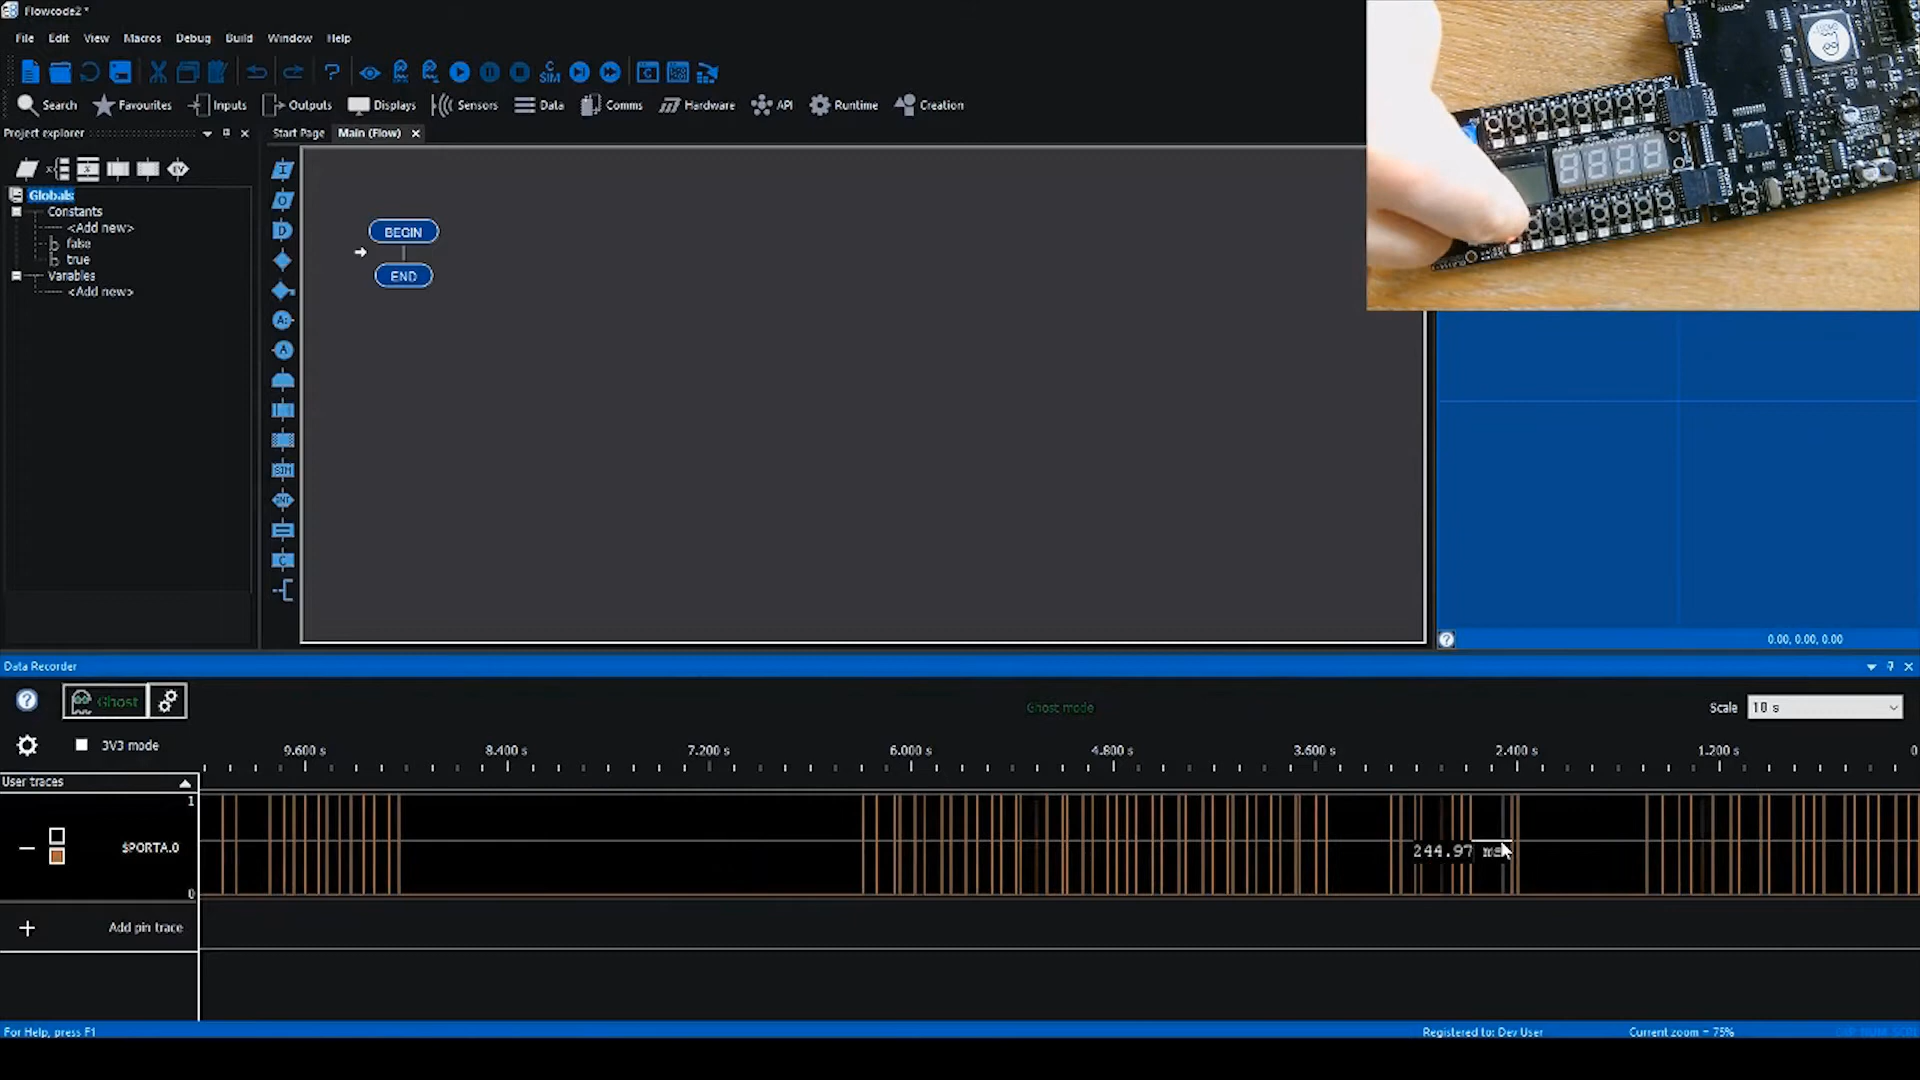 Flowcode2 *
File Edit View Macros Debug Build Window Help
C SIM
Search Favourites Inputs Outputs Displays Sensors Data Comms Hardware API Runtime Creation
Project explorer
Start Page Main (Flow)
Globals
Constants
<Add new>
false
true
Variables
<Add new>
BEGIN
END
SIM
INT
0.00, 0.00, 0.00
Data Recorder
Ghost
Ghost mode
Scale 10 s
3V3 mode
9.600 s 8.400 s 7.200 s 6.000 s 4.800 s 3.600 s 2.400 s 1.200 s 0
User traces
1
$PORTA.0
244.97 ms
0
Add pin trace
For Help, press F1
Registered to: Dev User
Current zoom = 75%